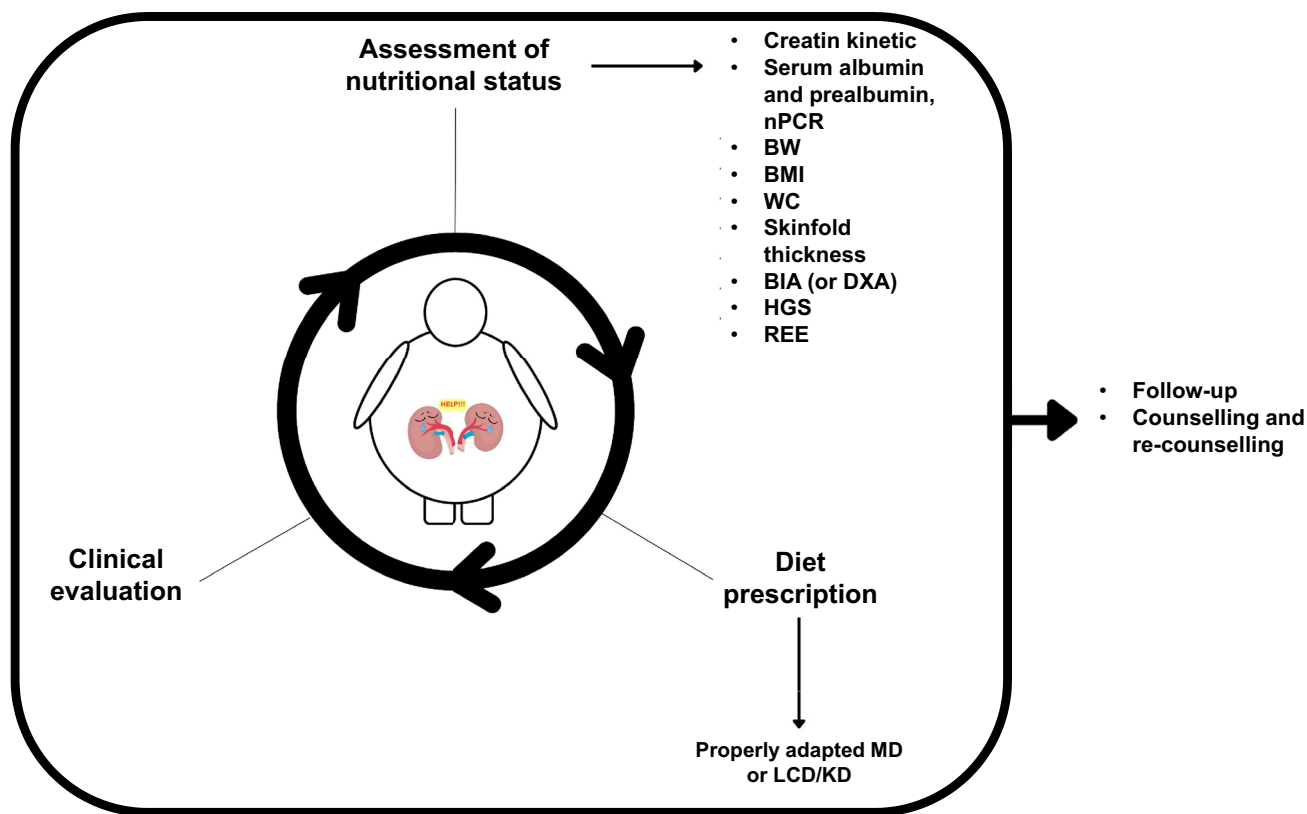 Assessment of
nutritional status
• Creatin kinetic
• Serum albumin
and prealbumin,
nPCR
• BW
• BMI
• WC
• Skinfold
thickness
• BIA (or DXA)
• HGS
• REE
HELP!!!
• Follow-up
• Counselling and
re-counselling
Clinical
evaluation
Diet
prescription
Properly adapted MD
or LCD/KD